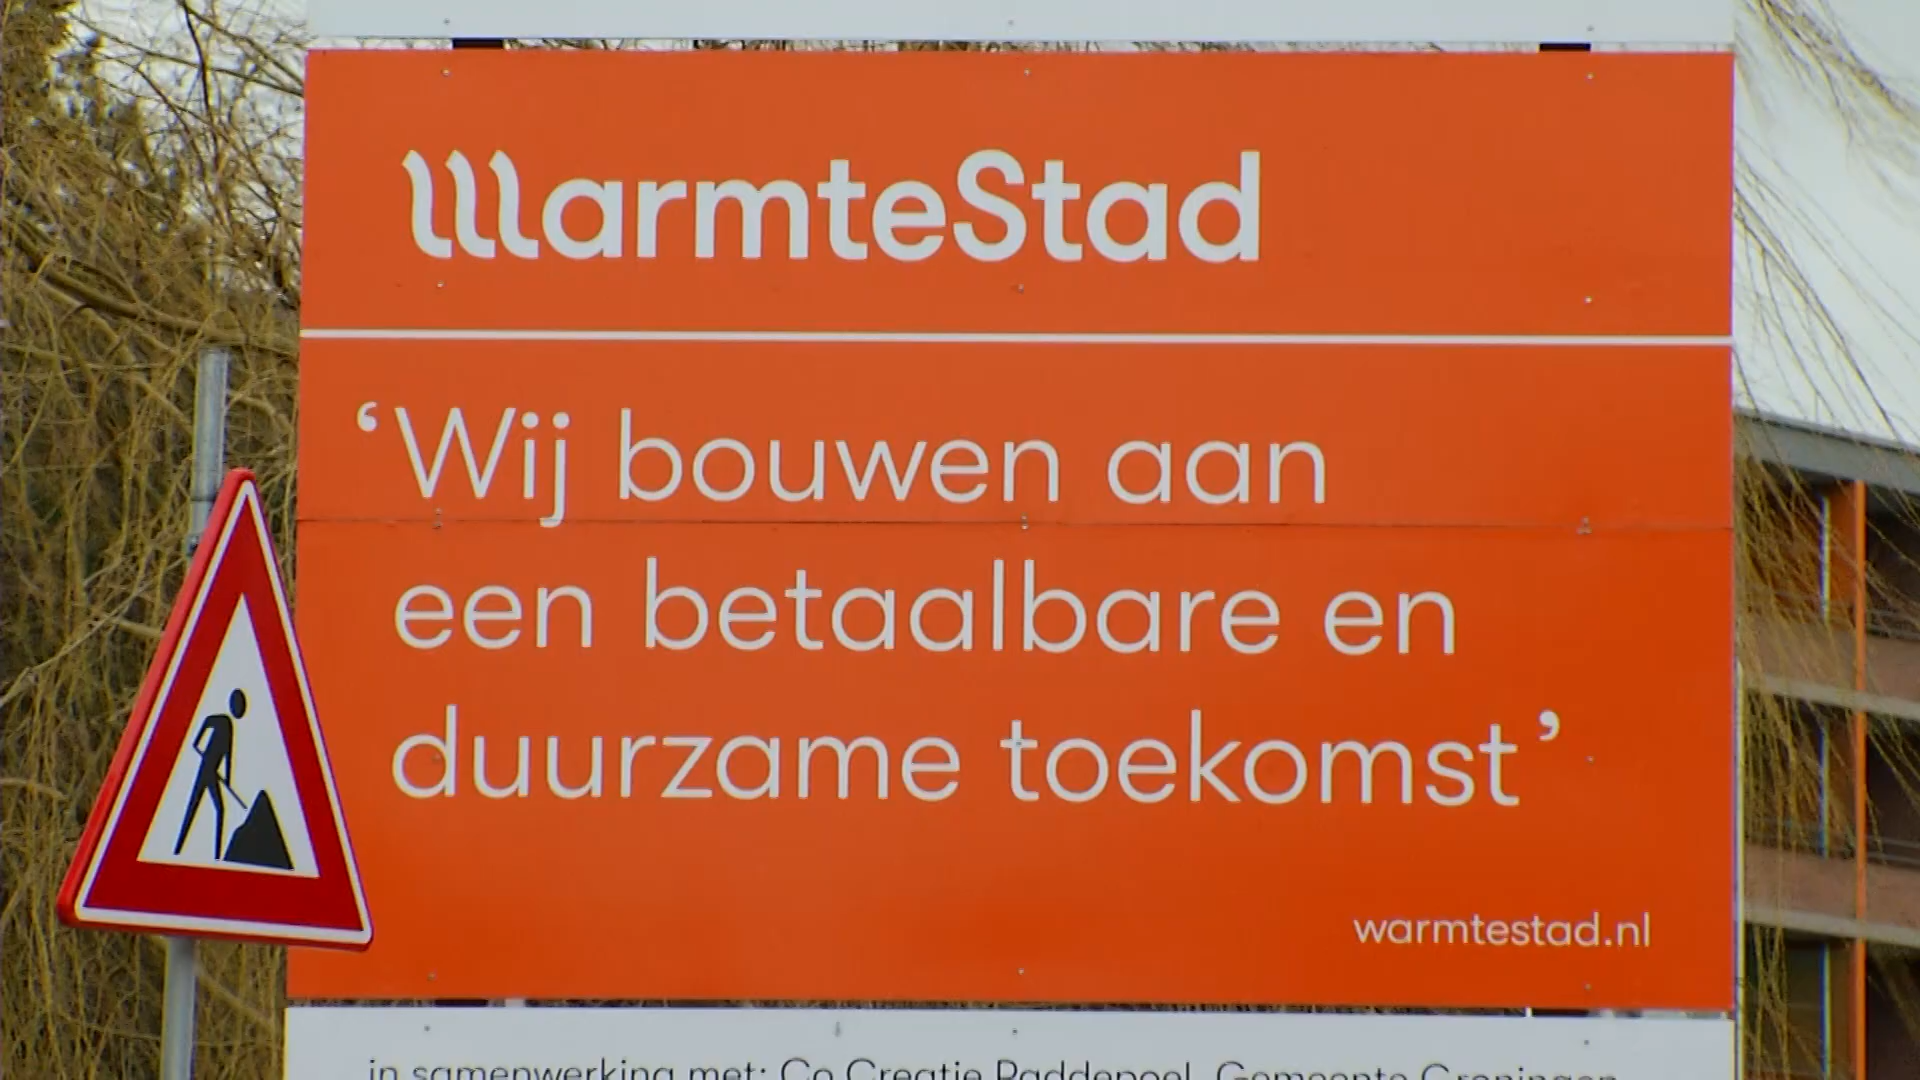 WarmteStad
‘Wij bouwen aan
een betaalbare en
duurzame toekomst’
warmtestad.nl
in samenwerking met: Co Creatie Paddepoel, Gemeente Groningen